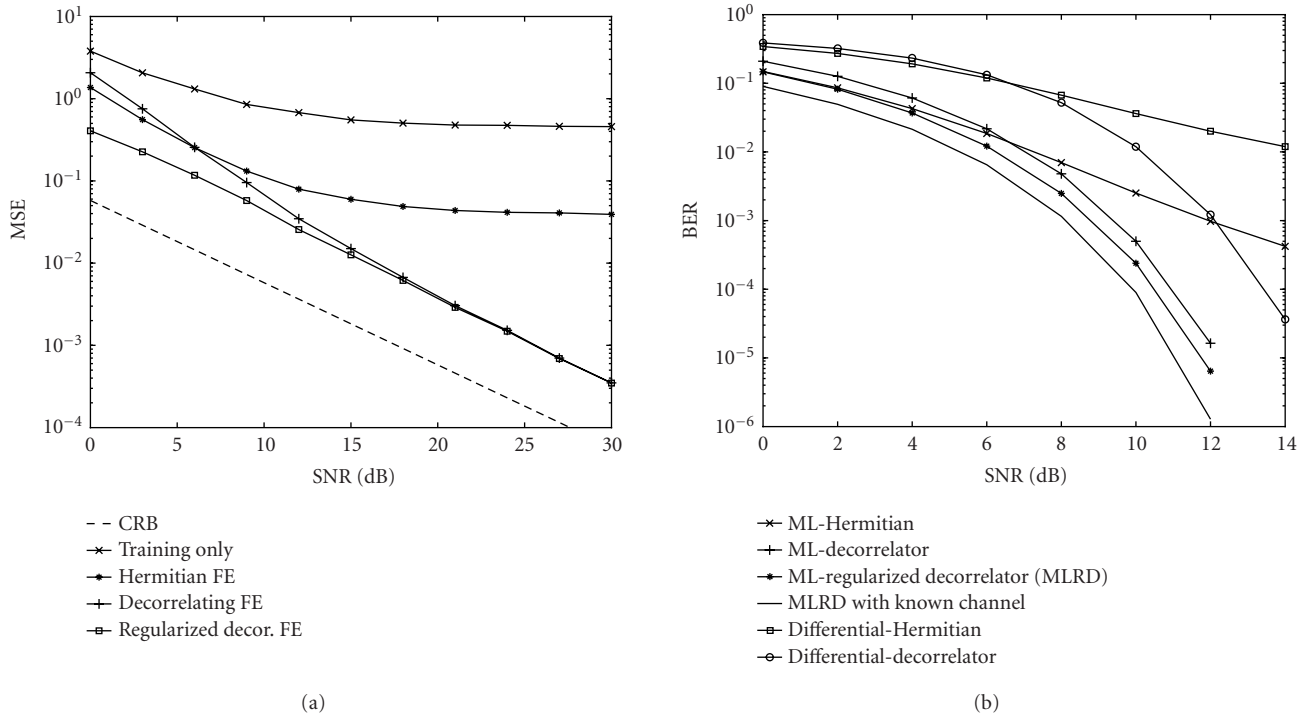 10^1
10^0
10^−1
10^−2
10^−3
10^−4
MSE
0 5 10 15 20 25 30
SNR (dB)
CRB
Training only
Hermitian FE
Decorrelating FE
Regularized decor. FE
(a)
10^0
10^−1
10^−2
10^−3
10^−4
10^−5
10^−6
BER
0 2 4 6 8 10 12 14
SNR (dB)
ML-Hermitian
ML-decorrelator
ML-regularized decorrelator (MLRD)
MLRD with known channel
Differential-Hermitian
Differential-decorrelator
(b)